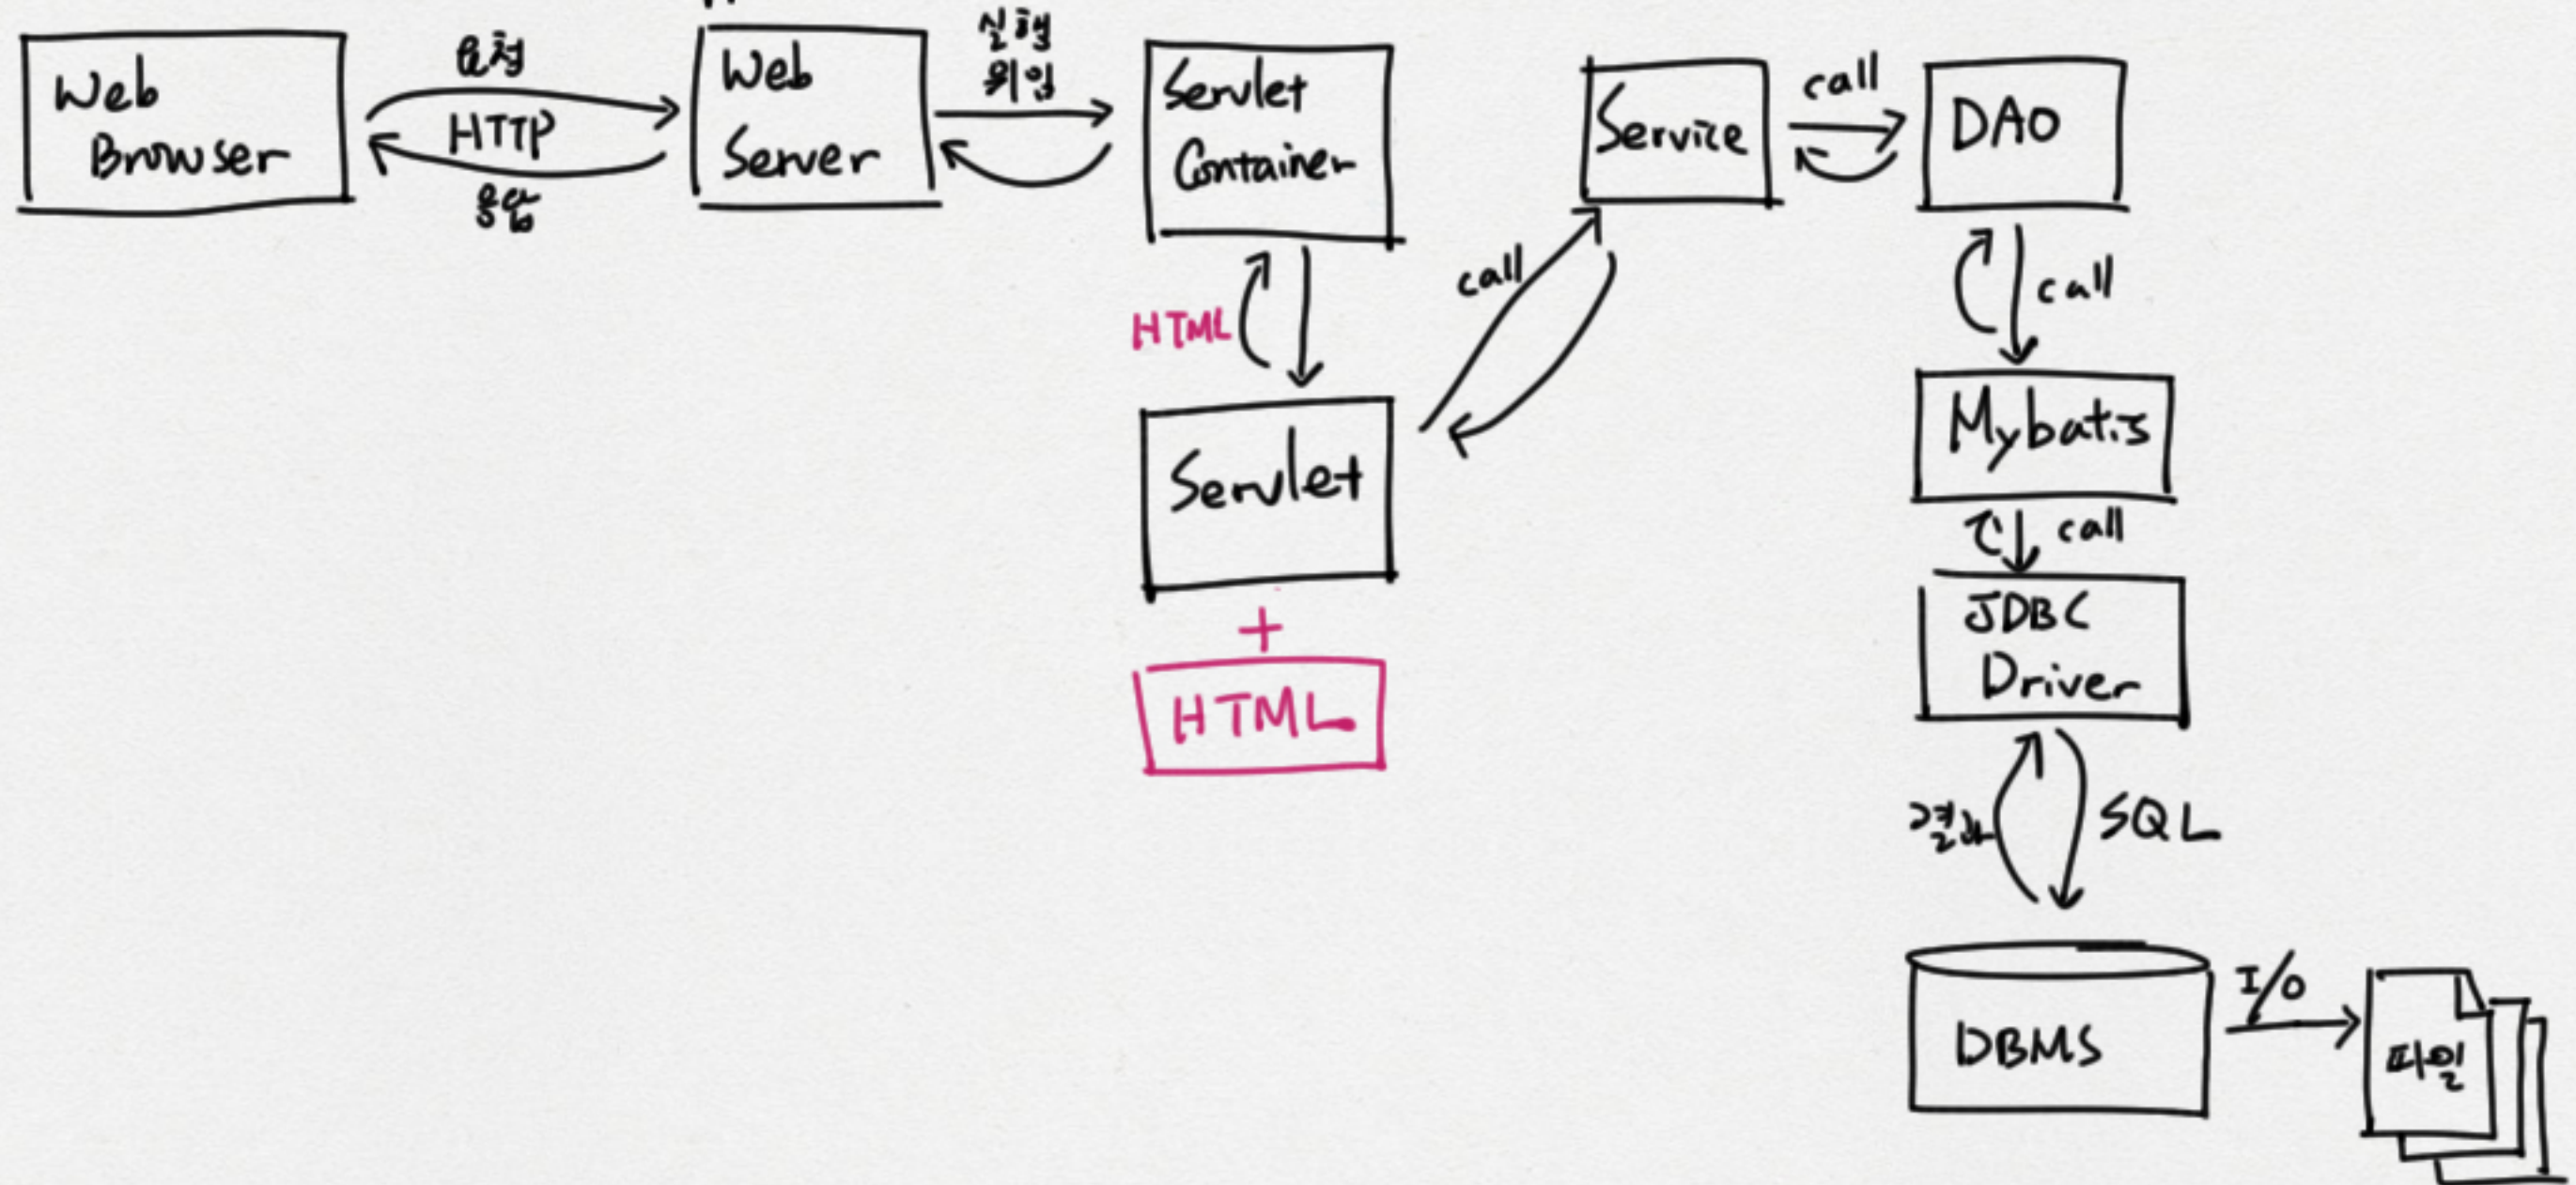 Web
Browser
요청
HTTP
응답
Web
Server
실행
위임
Servlet
Container
HTML
Servlet
+
HTML
call
Service
call
DAO
call
Mybatis
call
JDBC
Driver
결과
SQL
DBMS
I/O
파일